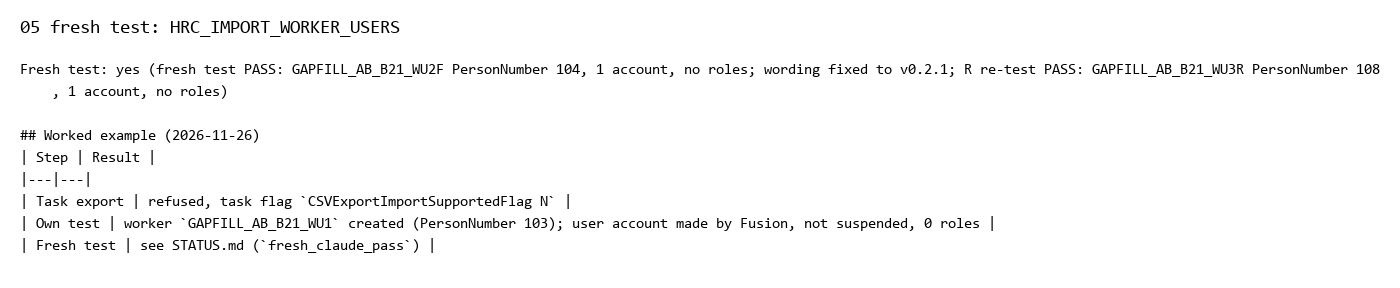 05 fresh test: HRC_IMPORT_WORKER_USERS
Fresh test: yes (fresh test PASS: GAPFILL_AB_B21_WU2F PersonNumber 104, 1 account, no roles; wording fixed to v0.2.1; R re-test PASS: GAPFILL_AB_B21_WU3R PersonNumber 108
, 1 account, no roles)
## Worked example (2026-11-26)
| Step | Result |
|---|---|
| Task export | refused, task flag `CSVExportImportSupportedFlag N` |
| Own test | worker `GAPFILL_AB_B21_WU1` created (PersonNumber 103); user account made by Fusion, not suspended, 0 roles |
| Fresh test | see STATUS.md (`fresh_claude_pass`) |